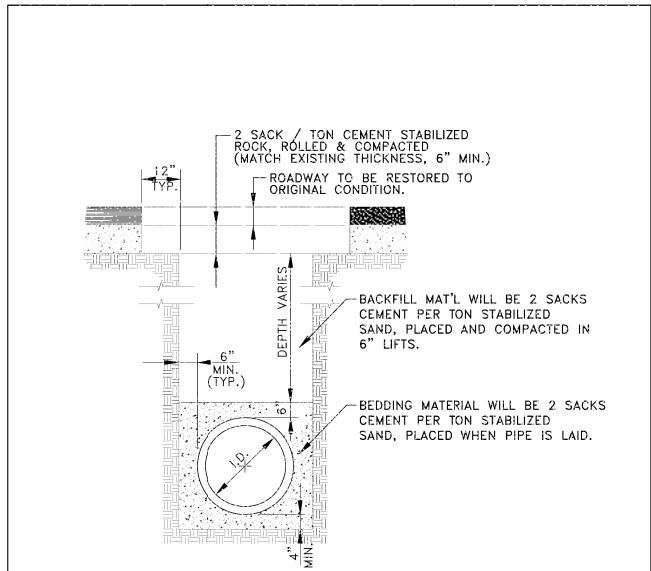 2 SACK / TON CEMENT STABILIZED
ROCK, ROLLED & COMPACTED
(MATCH EXISTING THICKNESS, 6" MIN.)
12"
TYP.
ROADWAY TO BE RESTORED TO
ORIGINAL CONDITION.
DEPTH VARIES
BACKFILL MAT'L WILL BE 2 SACKS
CEMENT PER TON STABILIZED
SAND, PLACED AND COMPACTED IN
6" LIFTS.
6"
MIN.
(TYP.)
6"
BEDDING MATERIAL WILL BE 2 SACKS
CEMENT PER TON STABILIZED
SAND, PLACED WHEN PIPE IS LAID.
I.D.
4"
MIN.